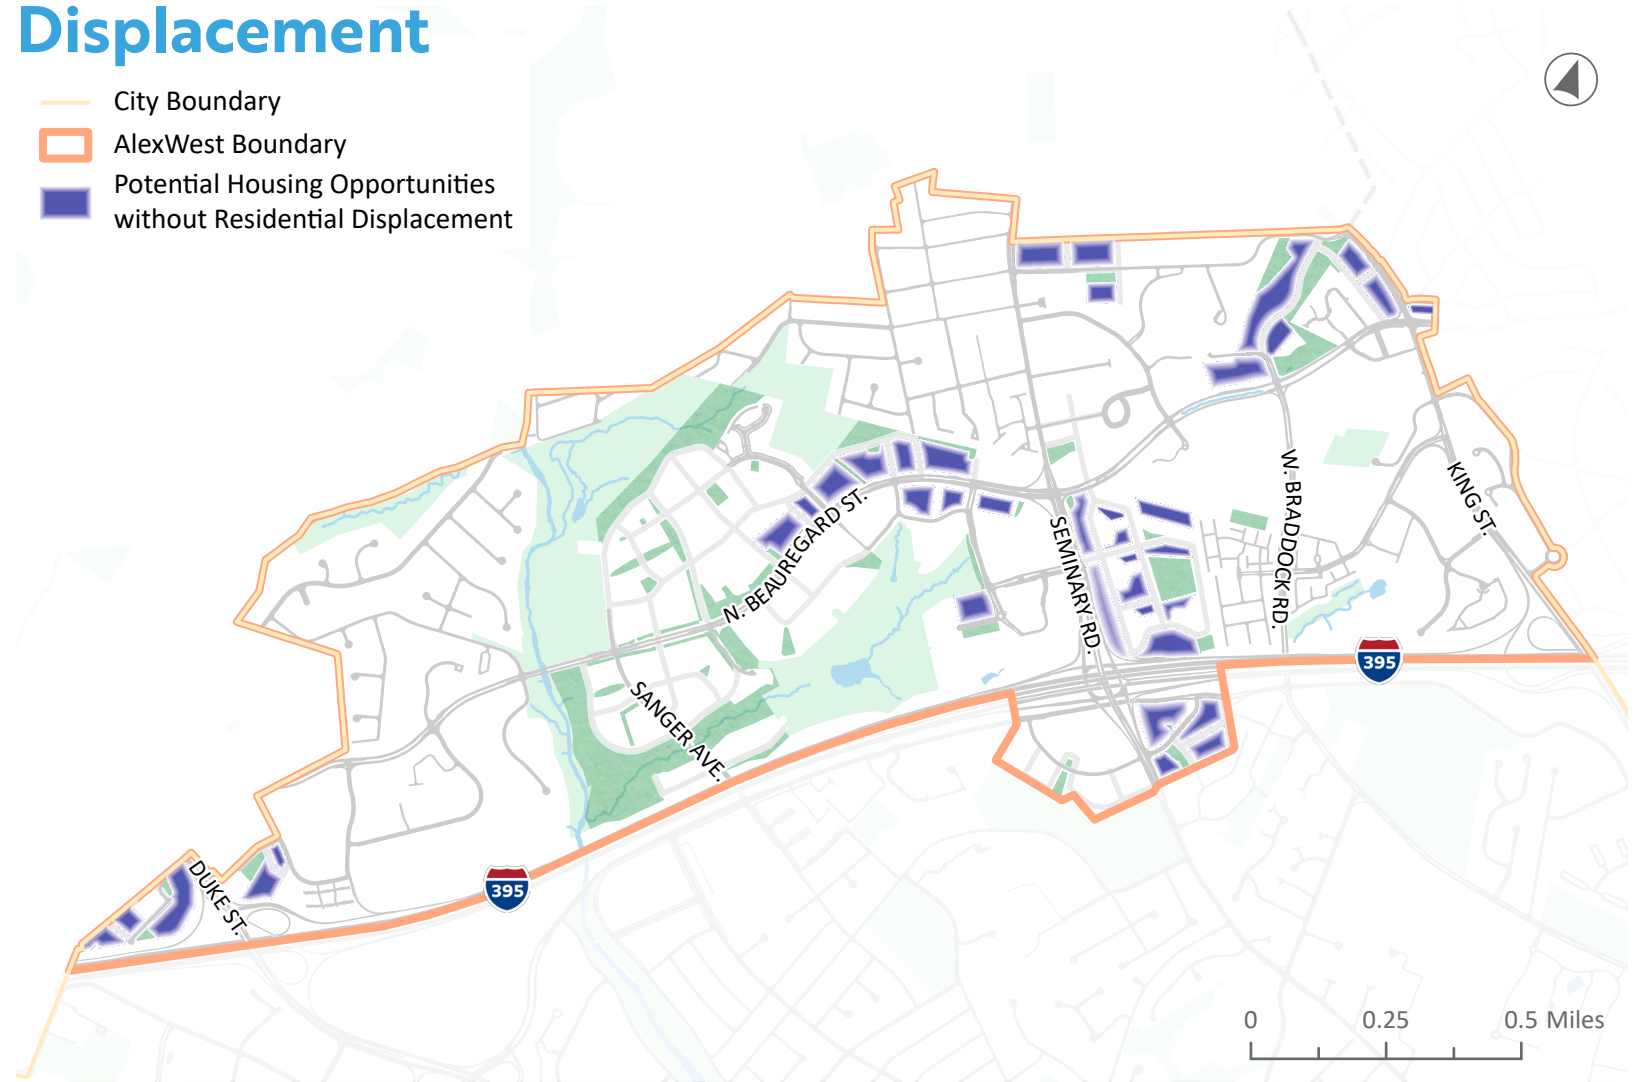 Displacement
City Boundary
AlexWest Boundary
Potential Housing Opportunities
without Residential Displacement
N. BEAUREGARD ST.
SEMINARY RD.
W. BRADDOCK RD.
KING ST.
SANGER AVE.
DUKE ST.
395
395
0 0.25 0.5 Miles